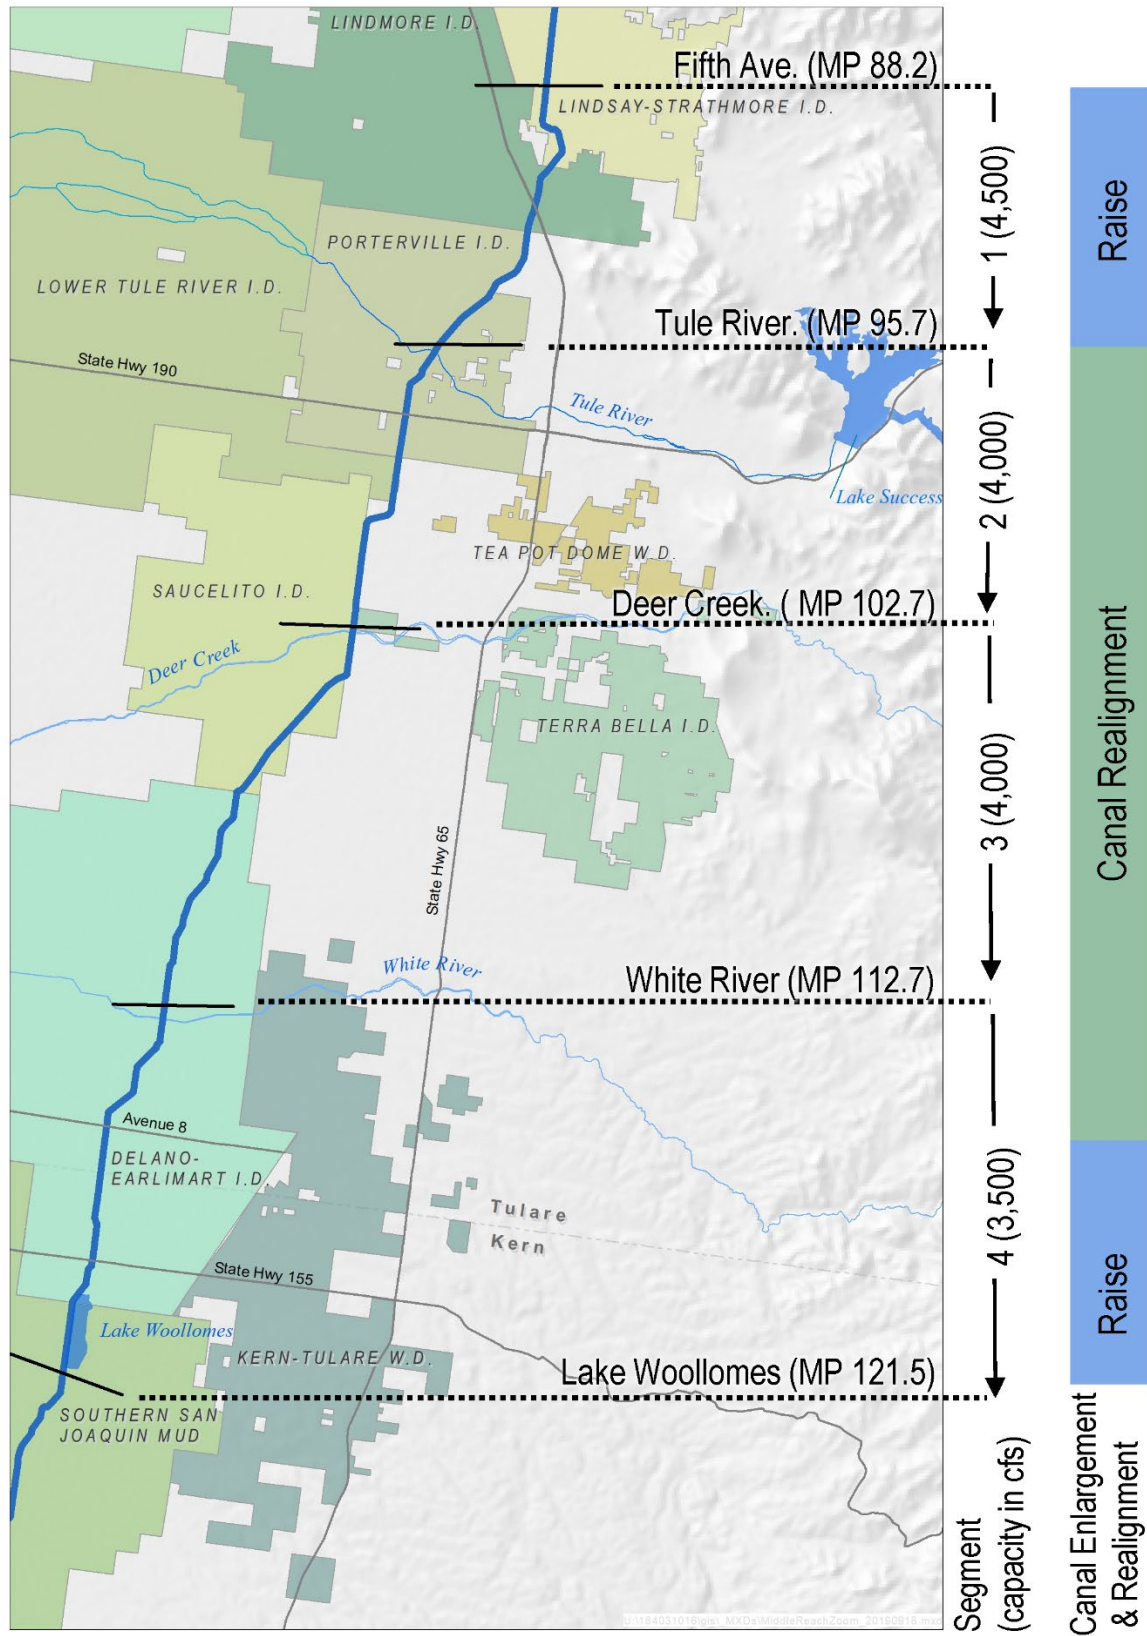 LINDMORE I.D.
Fifth Ave. (MP 88.2)
LINDSAY-STRATHMORE I.D.
1 (4,500)
Raise
PORTERVILLE I.D.
LOWER TULE RIVER I.D.
Tule River. (MP 95.7)
State Hwy 190
Tule River
Lake Success
2 (4,000)
TEA POT DOME W.D.
SAUCELITO I.D.
Deer Creek. ( MP 102.7)
Deer Creek
TERRA BELLA I.D.
Canal Realignment
3 (4,000)
State Hwy 65
White River
White River (MP 112.7)
Avenue 8
DELANO-
EARLIMART I.D.
Tulare
Kern
4 (3,500)
State Hwy 155
Raise
Lake Woollomes
KERN-TULARE W.D.
Lake Woollomes (MP 121.5)
SOUTHERN SAN
JOAQUIN MUD
Segment
(capacity in cfs)
Canal Enlargement
& Realignment